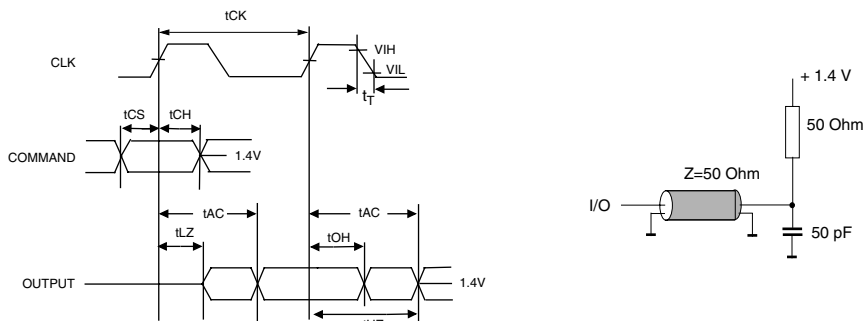 tCK
CLK
VIH
VIL
tT
+ 1.4 V
tCS
tCH
50 Ohm
COMMAND
1.4V
Z=50 Ohm
tAC
tAC
I/O
tLZ
tOH
50 pF
OUTPUT
1.4V